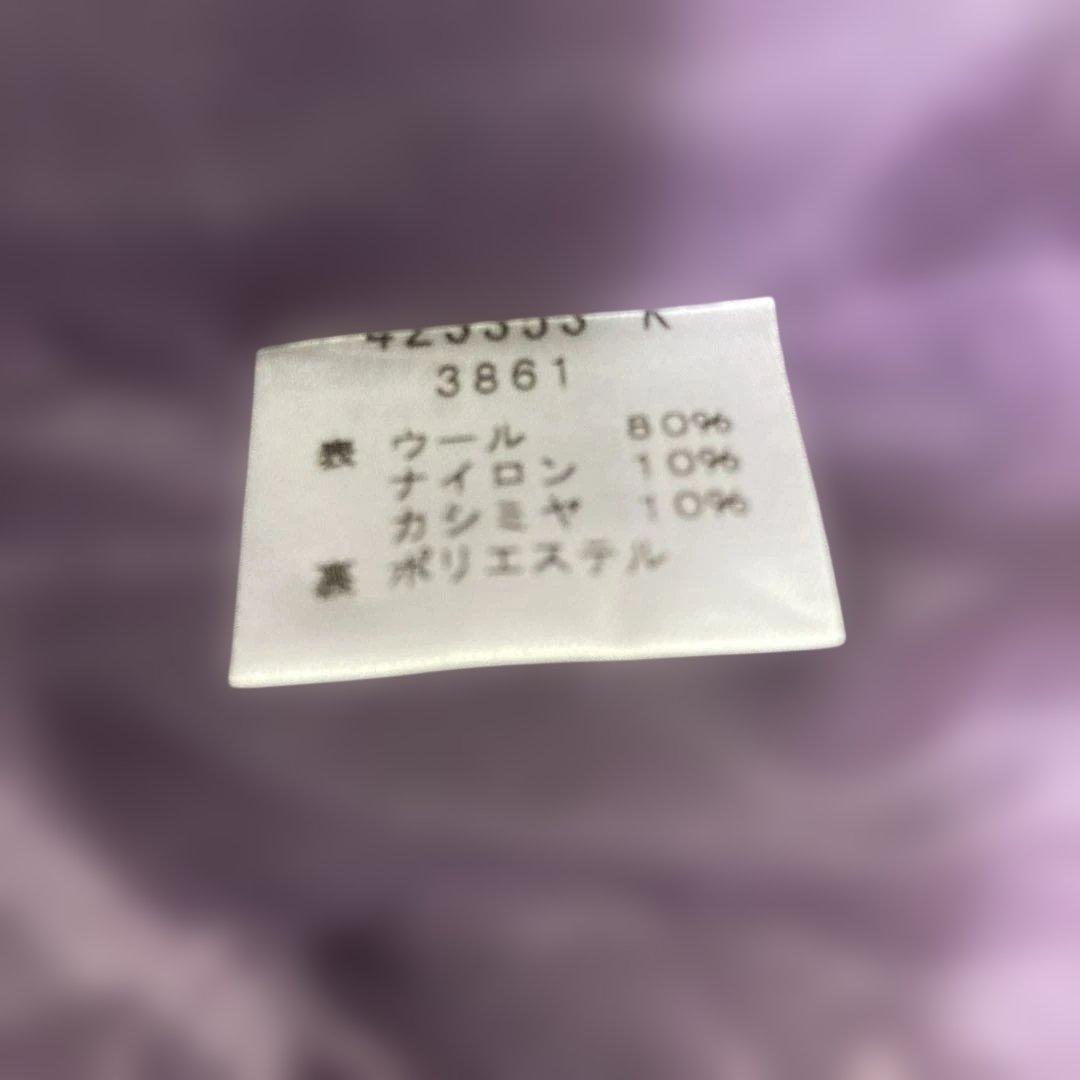 3861
表 ウール 80%
ナイロン 10%
カシミヤ 10%
裏 ポリエステル